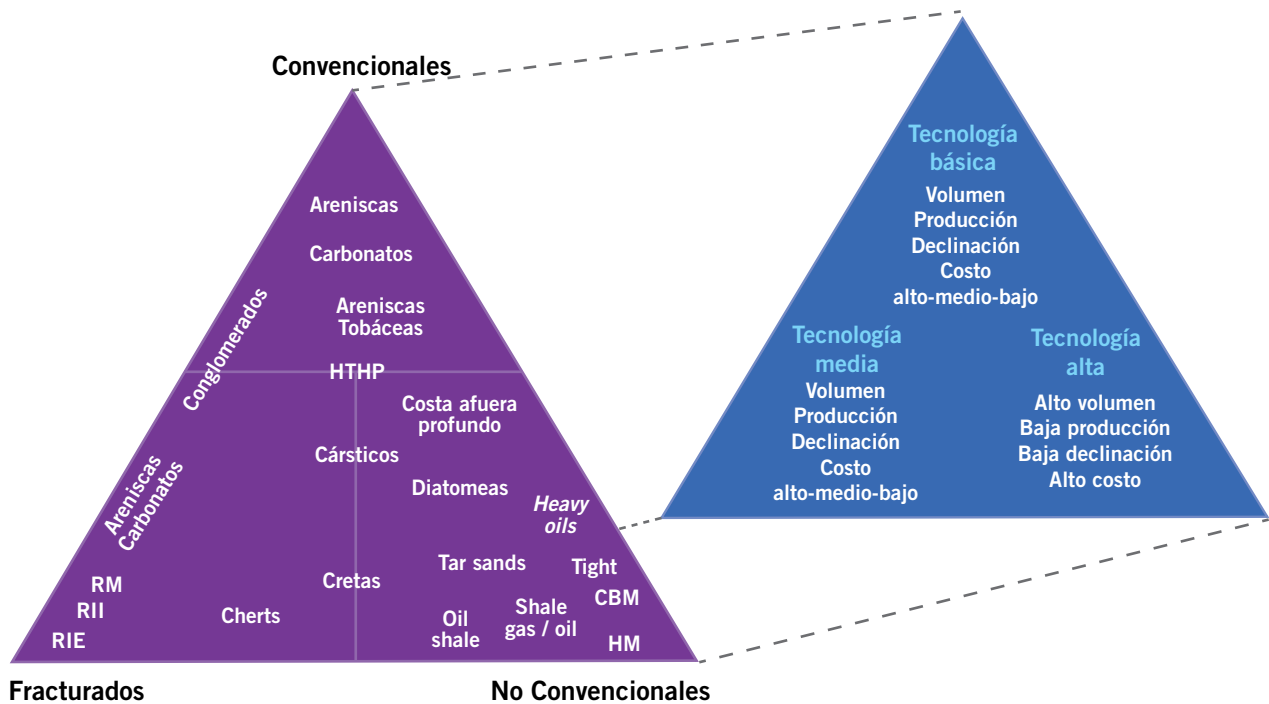 Convencionales
Areniscas
Carbonatos
Areniscas
Tobáceas
Conglomerados
HTHP
Costa afuera
profundo
Cársticos
Diatomeas
Heavy
oils
Areniscas
Carbonatos
Tar sands
Tight
RM
Cretas
CBM
RII
Cherts
Oil
shale
Shale
gas / oil
RIE
HM
Fracturados
No Convencionales
Tecnología
básica
Volumen
Producción
Declinación
Costo
alto-medio-bajo
Tecnología
media
Volumen
Producción
Declinación
Costo
alto-medio-bajo
Tecnología
alta
Alto volumen
Baja producción
Baja declinación
Alto costo